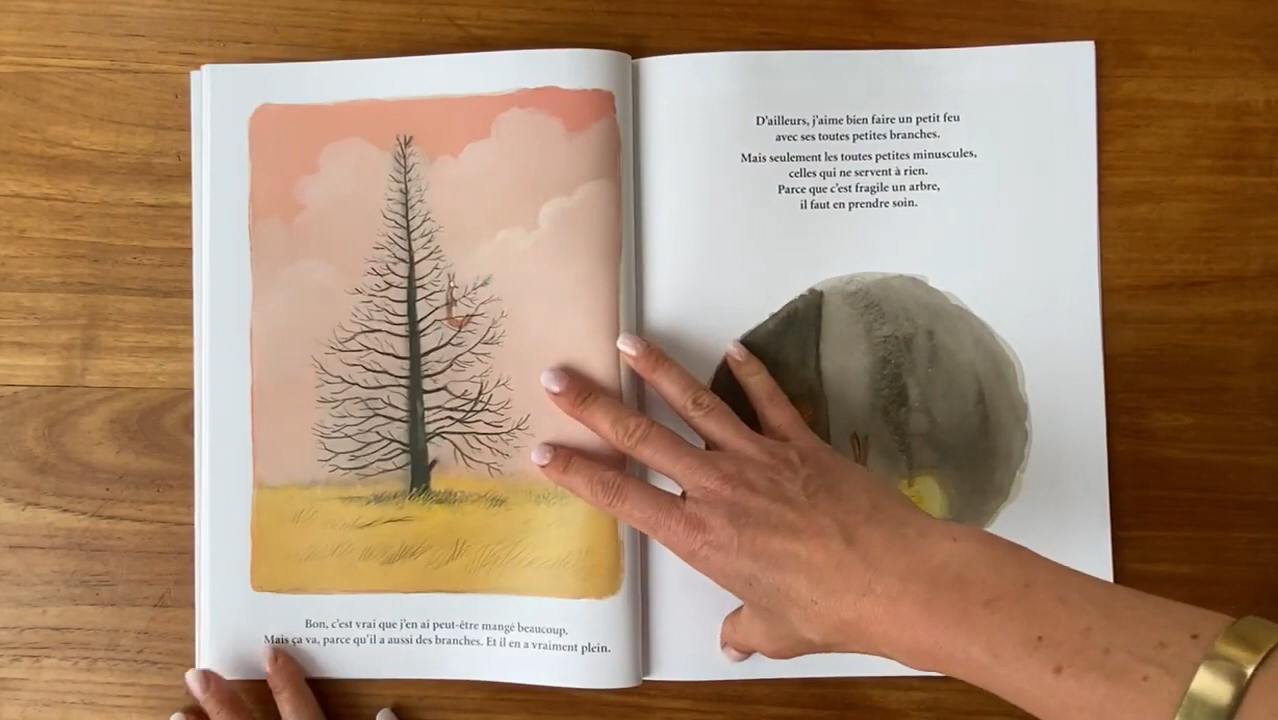 Bon, c'est vrai que j'en ai peut-être mangé beaucoup.
Mais ça va, parce qu'il a aussi des branches. Et il en a vraiment plein.
D'ailleurs, j'aime bien faire un petit feu
avec ses toutes petites branches.
Mais seulement les toutes petites minuscules,
celles qui ne servent à rien.
Parce que c'est fragile un arbre,
il faut en prendre soin.